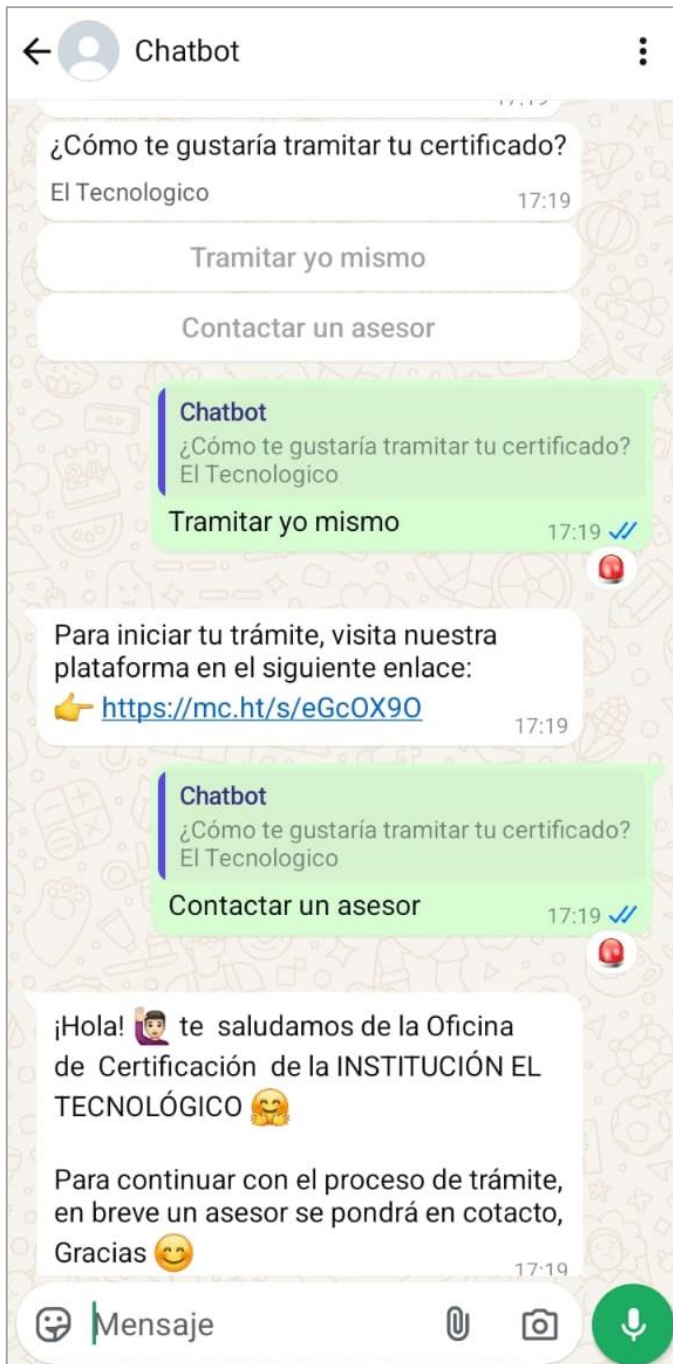 Chatbot
17:19
¿Cómo te gustaría tramitar tu certificado?
El Tecnologico
17:19
Tramitar yo mismo
Contactar un asesor
Chatbot
¿Cómo te gustaría tramitar tu certificado?
El Tecnologico
Tramitar yo mismo
17:19
Para iniciar tu trámite, visita nuestra
plataforma en el siguiente enlace:
👉 https://mc.ht/s/eGcOX9O
17:19
Chatbot
¿Cómo te gustaría tramitar tu certificado?
El Tecnologico
Contactar un asesor
17:19
¡Hola! 🙋🏻‍♂️ te saludamos de la Oficina
de Certificación de la INSTITUCIÓN EL
TECNOLÓGICO 🤗
Para continuar con el proceso de trámite,
en breve un asesor se pondrá en cotacto,
Gracias 😊
17:19
Mensaje